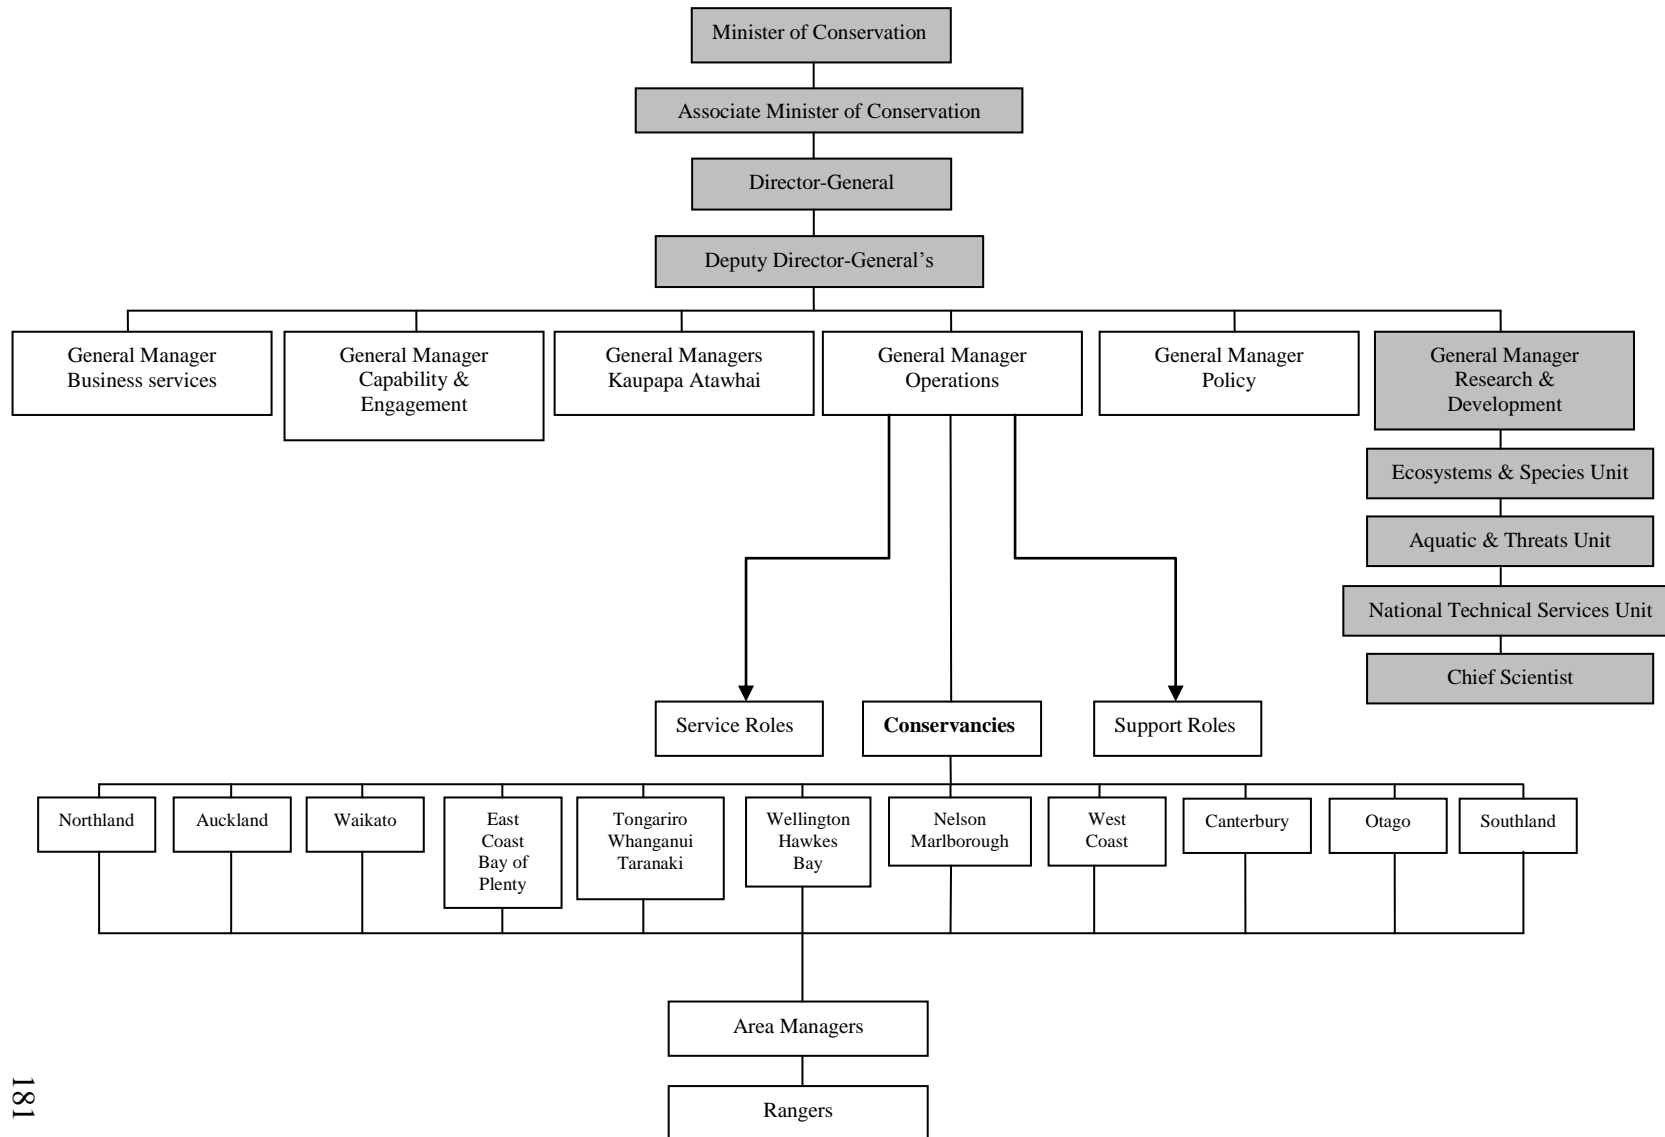 Minister of Conservation
Associate Minister of Conservation
Director-General
Deputy Director-General’s
General Manager
Business services
General Manager
Capability &
Engagement
General Managers
Kaupapa Atawhai
General Manager
Operations
General Manager
Policy
General Manager
Research &
Development
Ecosystems & Species Unit
Aquatic & Threats Unit
National Technical Services Unit
Chief Scientist
Service Roles
Conservancies
Support Roles
Northland
Auckland
Waikato
East
Coast
Bay of
Plenty
Tongariro
Whanganui
Taranaki
Wellington
Hawkes
Bay
Nelson
Marlborough
West
Coast
Canterbury
Otago
Southland
Area Managers
Rangers
181